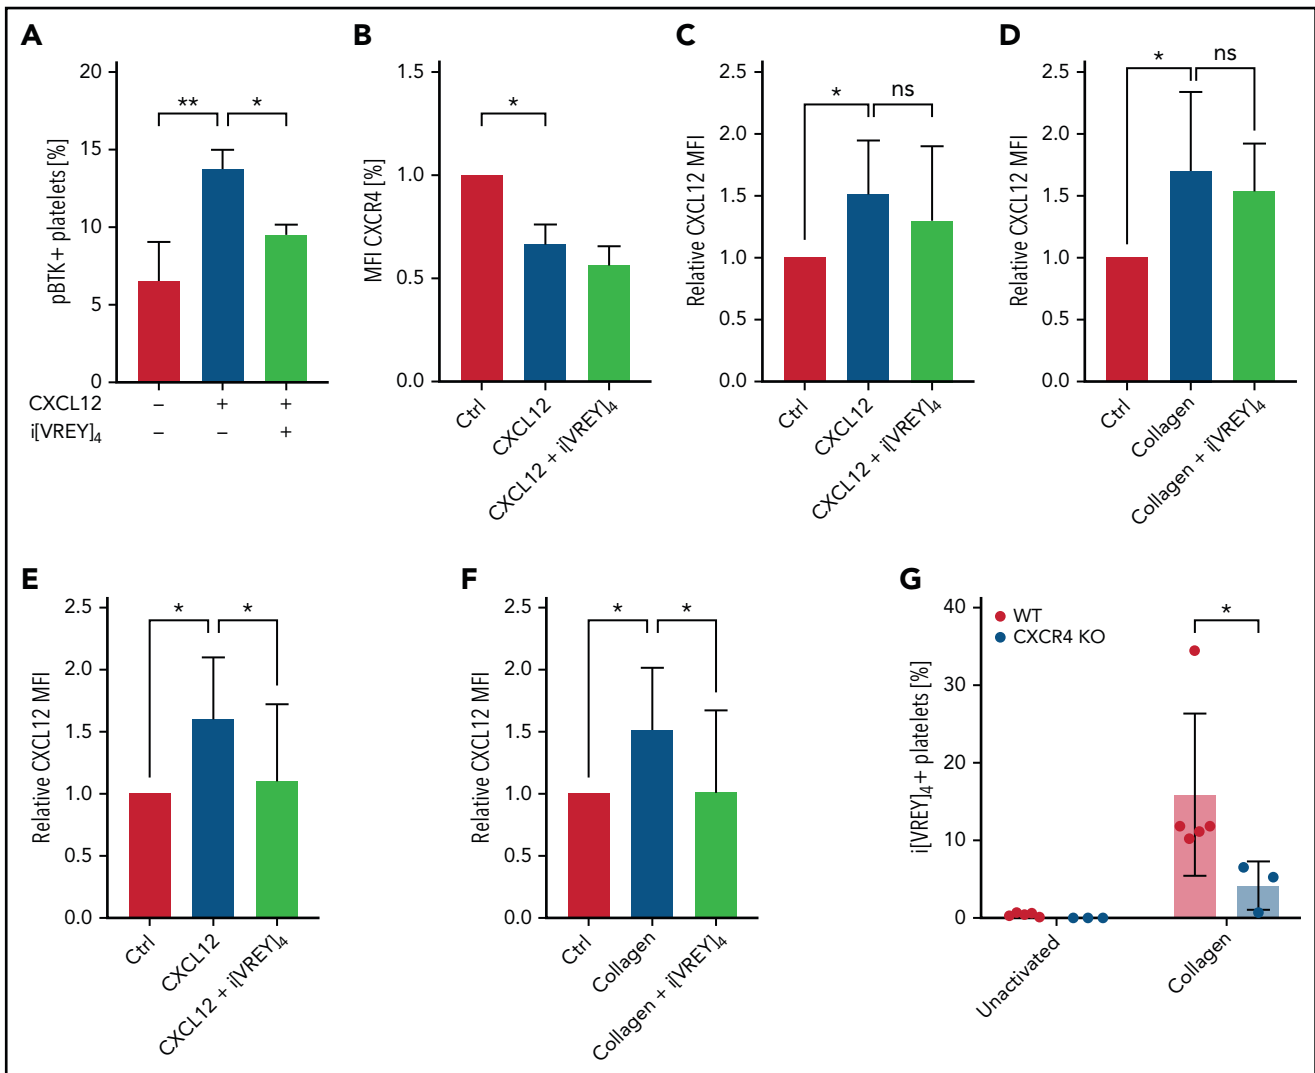 A
20
15
10
5
0
pBTK+ platelets [%]
** *
CXCL12 – + +
i[VREY]4 – – +
B
1.5
1.0
0.5
0.0
MFI CXCR4 [%]
*
Ctrl
CXCL12
CXCL12 + i[VREY]4
C
2.5
2.0
1.5
1.0
0.5
0.0
Relative CXCL12 MFI
* ns
Ctrl
CXCL12
CXCL12 + i[VREY]4
D
2.5
2.0
1.5
1.0
0.5
0.0
Relative CXCL12 MFI
* ns
Ctrl
Collagen
Collagen + i[VREY]4
E
2.5
2.0
1.5
1.0
0.5
0.0
Relative CXCL12 MFI
* *
Ctrl
CXCL12
CXCL12 + i[VREY]4
F
2.5
2.0
1.5
1.0
0.5
0.0
Relative CXCL12 MFI
* *
Ctrl
Collagen
Collagen + i[VREY]4
G
40
30
20
10
0
i[VREY]4+ platelets [%]
WT
CXCR4 KO
*
Unactivated
Collagen